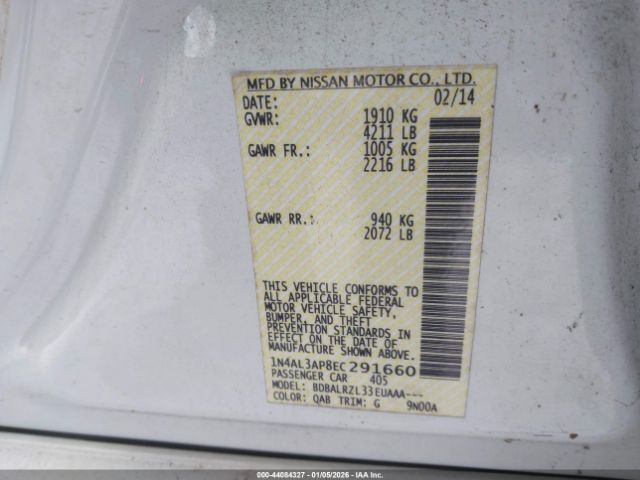 MFD BY NISSAN MOTOR CO., LTD.
DATE: 02/14
GVWR: 1910 KG
4211 LB
GAWR FR.: 1005 KG
2216 LB
GAWR RR.: 940 KG
2072 LB
THIS VEHICLE CONFORMS TO
ALL APPLICABLE FEDERAL
MOTOR VEHICLE SAFETY,
BUMPER, AND THEFT
PREVENTION STANDARDS IN
EFFECT ON THE DATE OF
MANUFACTURE SHOWN ABOVE.
1N4AL3AP8EC291660
PASSENGER CAR 405
MODEL: BDBALRZL33EUAAA---
COLOR: QAB TRIM: G 9N00A
000-44084327 | 01/05/2026 - IAAI.COM